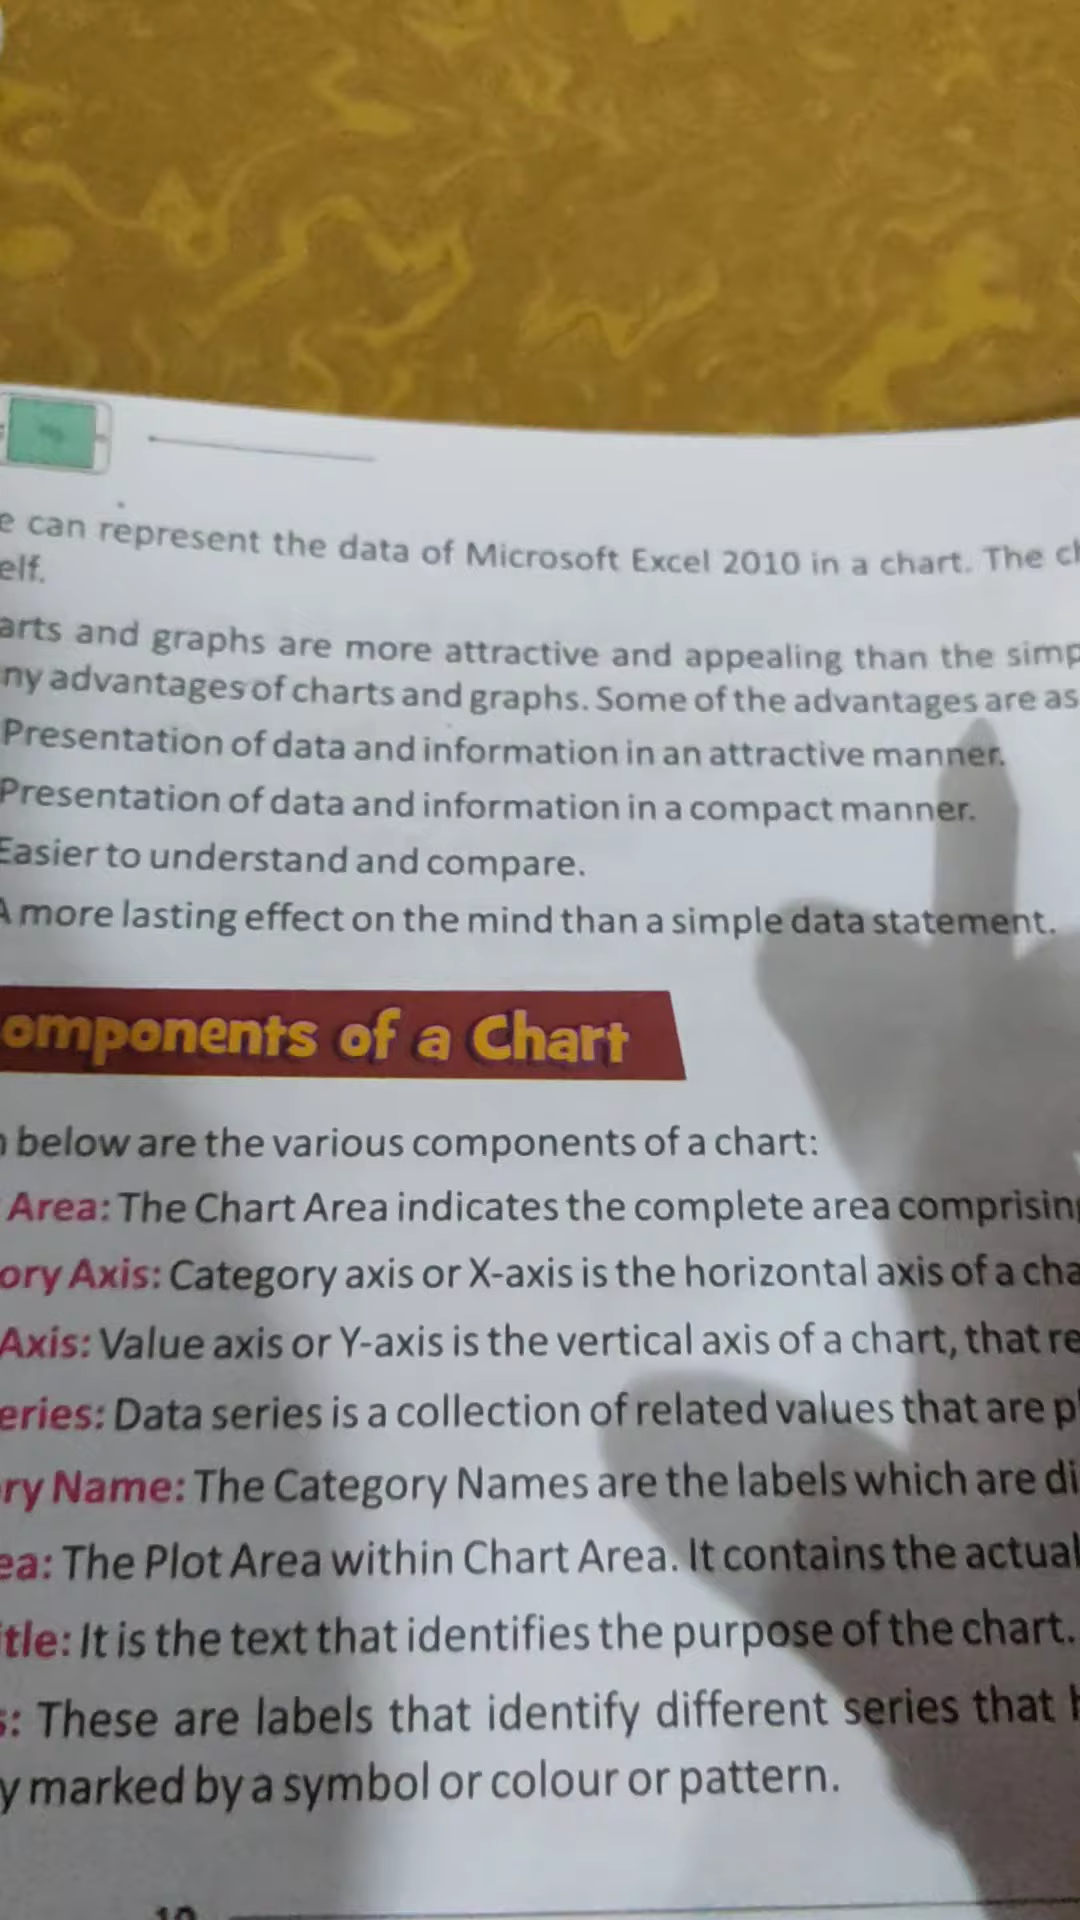 e can represent the data of Microsoft Excel 2010 in a chart. The ch
elf.
arts and graphs are more attractive and appealing than the simp
ny advantages of charts and graphs. Some of the advantages are as
Presentation of data and information in an attractive manner.
Presentation of data and information in a compact manner.
Easier to understand and compare.
A more lasting effect on the mind than a simple data statement.
omponents of a Chart
n below are the various components of a chart:
Area: The Chart Area indicates the complete area comprising
ory Axis: Category axis or X-axis is the horizontal axis of a cha
Axis: Value axis or Y-axis is the vertical axis of a chart, that re
eries: Data series is a collection of related values that are pl
ry Name: The Category Names are the labels which are di
ea: The Plot Area within Chart Area. It contains the actual
itle: It is the text that identifies the purpose of the chart.
s: These are labels that identify different series that h
y marked by a symbol or colour or pattern.
10